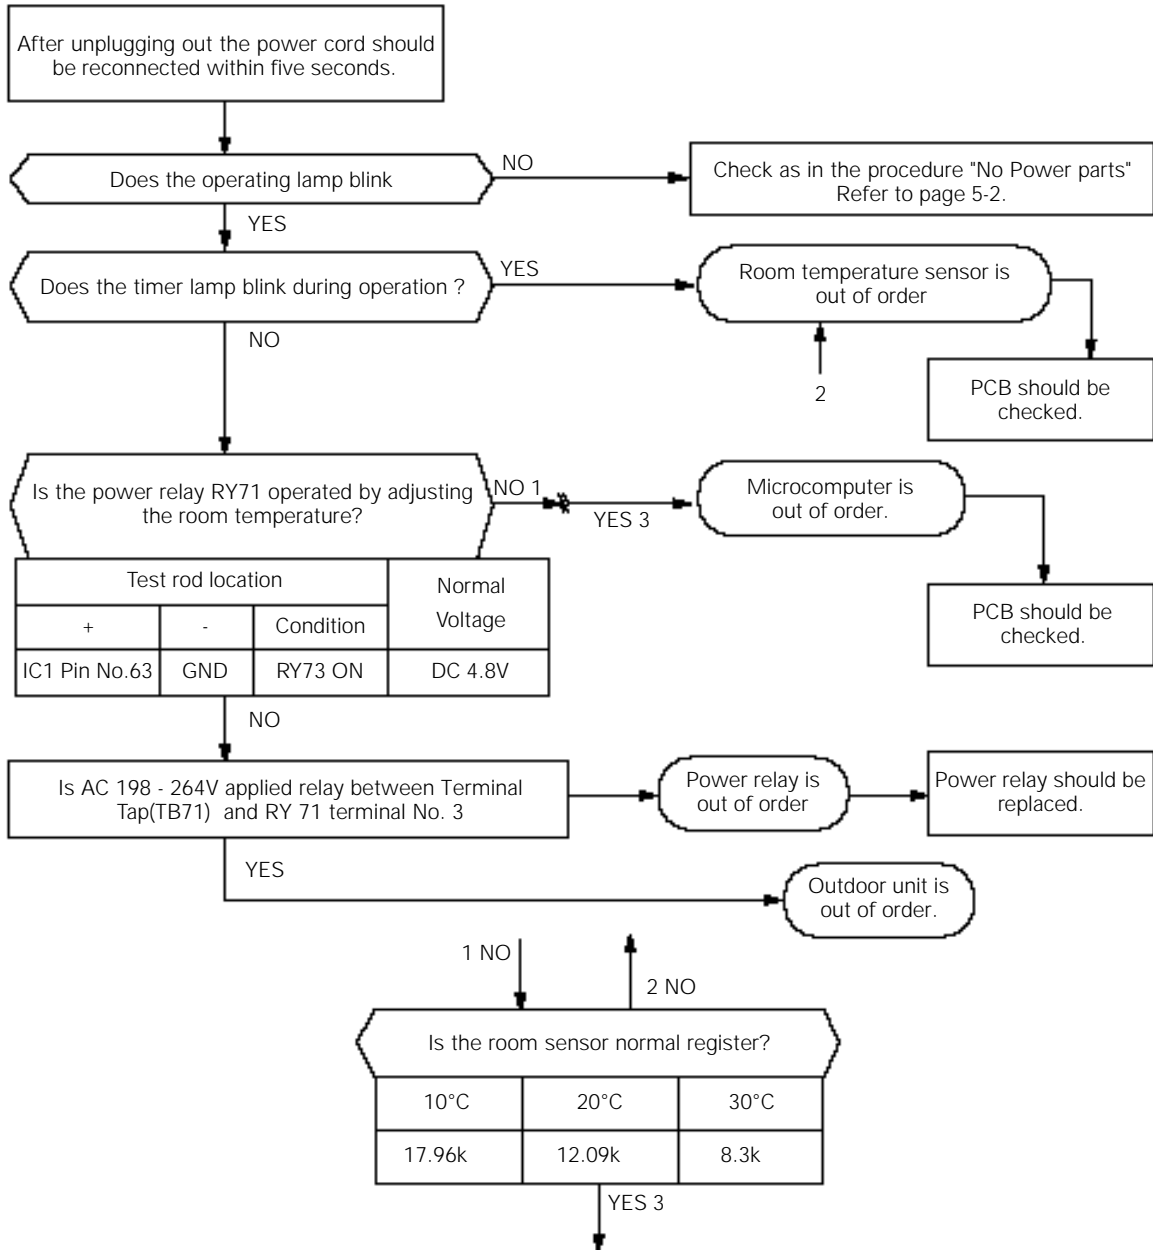 After unplugging out the power cord should
be reconnected within five seconds.
Does the operating lamp blink
NO
Check as in the procedure "No Power parts"
Refer to page 5-2.
YES
Does the timer lamp blink during operation ?
YES
Room temperature sensor is
out of order
NO
2
PCB should be
checked.
Is the power relay RY71 operated by adjusting
the room temperature?
NO 1
YES 3
Microcomputer is
out of order.
PCB should be
checked.
Test rod location
Normal
Voltage
+
-
Condition
IC1 Pin No.63
GND
RY73 ON
DC 4.8V
NO
Is AC 198 - 264V applied relay between Terminal
Tap(TB71) and RY 71 terminal No. 3
Power relay is
out of order
Power relay should be
replaced.
YES
Outdoor unit is
out of order.
1 NO
2 NO
Is the room sensor normal register?
10°C
20°C
30°C
17.96k
12.09k
8.3k
YES 3